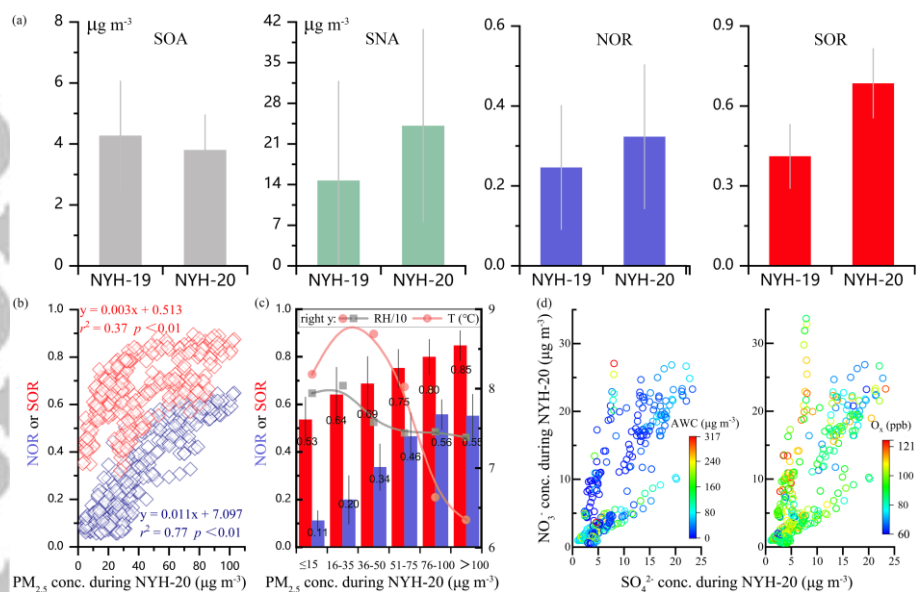 (a)
µg m⁻³
SOA
8
6
4
2
0
NYH-19 NYH-20
µg m⁻³
SNA
42
35
28
21
14
7
0
NYH-19 NYH-20
NOR
0.6
0.4
0.2
0.0
NYH-19 NYH-20
SOR
0.9
0.6
0.3
0.0
NYH-19 NYH-20
(b)
y = 0.003x + 0.513
r² = 0.37 p <0.01
y = 0.011x + 7.097
r² = 0.77 p <0.01
NOR or SOR
1.0
0.8
0.6
0.4
0.2
0.0
0 20 40 60 80 100
PM₂.₅ conc. during NYH-20 (µg m⁻³)
(c)
right y: RH/10 T (°C)
NOR or SOR
1.0
0.8
0.6
0.4
0.2
0.0
9
8
7
6
0.53
0.64
0.69
0.75
0.80
0.85
0.11
0.20
0.34
0.46
0.56
0.55
≤15 16-35 36-50 51-75 76-100 >100
PM₂.₅ conc. during NYH-20 (µg m⁻³)
(d)
NO₃⁻ conc. during NYH-20 (µg m⁻³)
40
30
20
10
0
AWC (µg m⁻³)
317
240
160
80
0
0 5 10 15 20 25
40
30
20
10
0
Oₓ (ppb)
121
100
80
60
0 5 10 15 20 25
SO₄²⁻ conc. during NYH-20 (µg m⁻³)